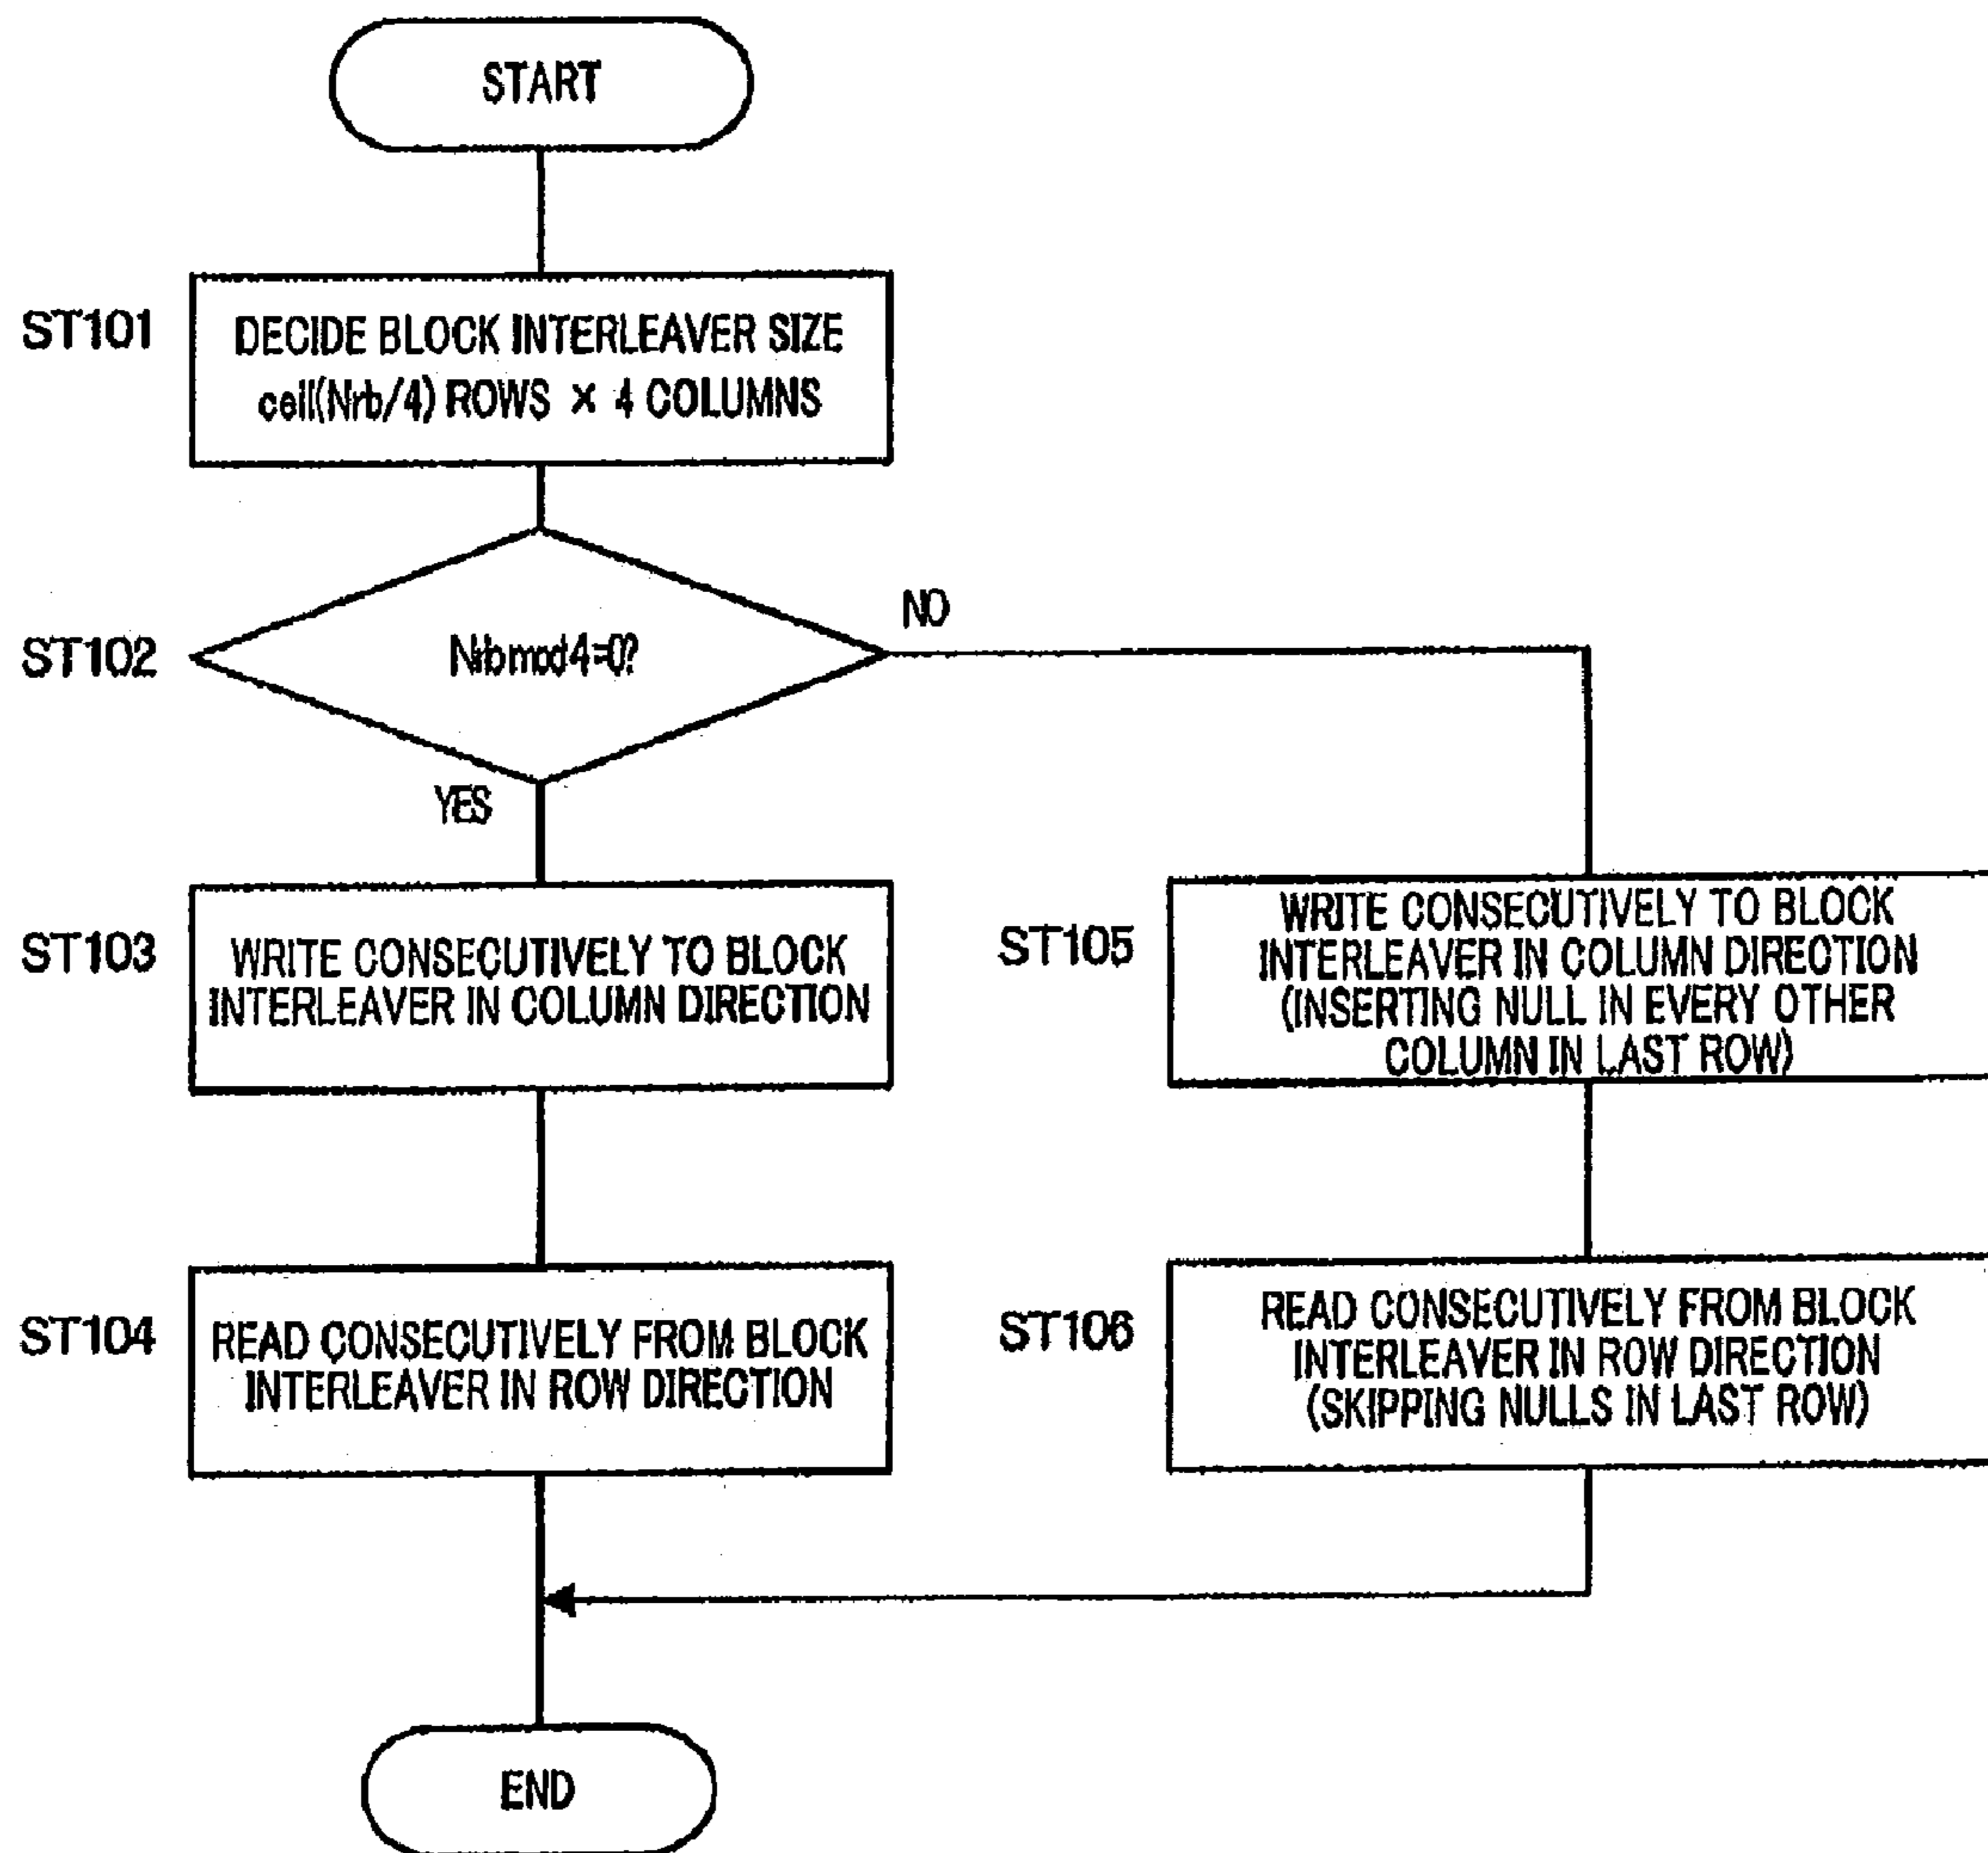 START
ST101
DECIDE BLOCK INTERLEAVER SIZE
ceil(Nrb/4) ROWS × 4 COLUMNS
ST102
Nrb mod 4=0?
NO
YES
ST103
WRITE CONSECUTIVELY TO BLOCK
INTERLEAVER IN COLUMN DIRECTION
ST105
WRITE CONSECUTIVELY TO BLOCK
INTERLEAVER IN COLUMN DIRECTION
(INSERTING NULL IN EVERY OTHER
COLUMN IN LAST ROW)
ST104
READ CONSECUTIVELY FROM BLOCK
INTERLEAVER IN ROW DIRECTION
ST106
READ CONSECUTIVELY FROM BLOCK
INTERLEAVER IN ROW DIRECTION
(SKIPPING NULLS IN LAST ROW)
END